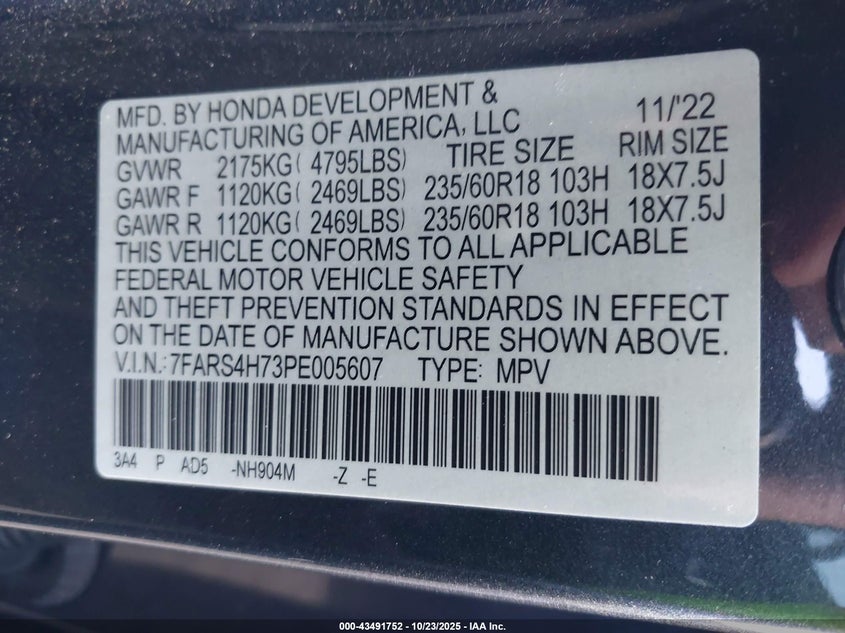 MFD. BY HONDA DEVELOPMENT & 11/'22
MANUFACTURING OF AMERICA, LLC
GVWR 2175KG( 4795LBS) TIRE SIZE RIM SIZE
GAWR F 1120KG( 2469LBS) 235/60R18 103H 18X7.5J
GAWR R 1120KG( 2469LBS) 235/60R18 103H 18X7.5J
THIS VEHICLE CONFORMS TO ALL APPLICABLE
FEDERAL MOTOR VEHICLE SAFETY
AND THEFT PREVENTION STANDARDS IN EFFECT
ON THE DATE OF MANUFACTURE SHOWN ABOVE.
V.I.N.:7FARS4H73PE005607 TYPE: MPV
3A4 P AD5 -NH904M -Z -E
000-43491752 - 10/23/2025 - IAA Inc.